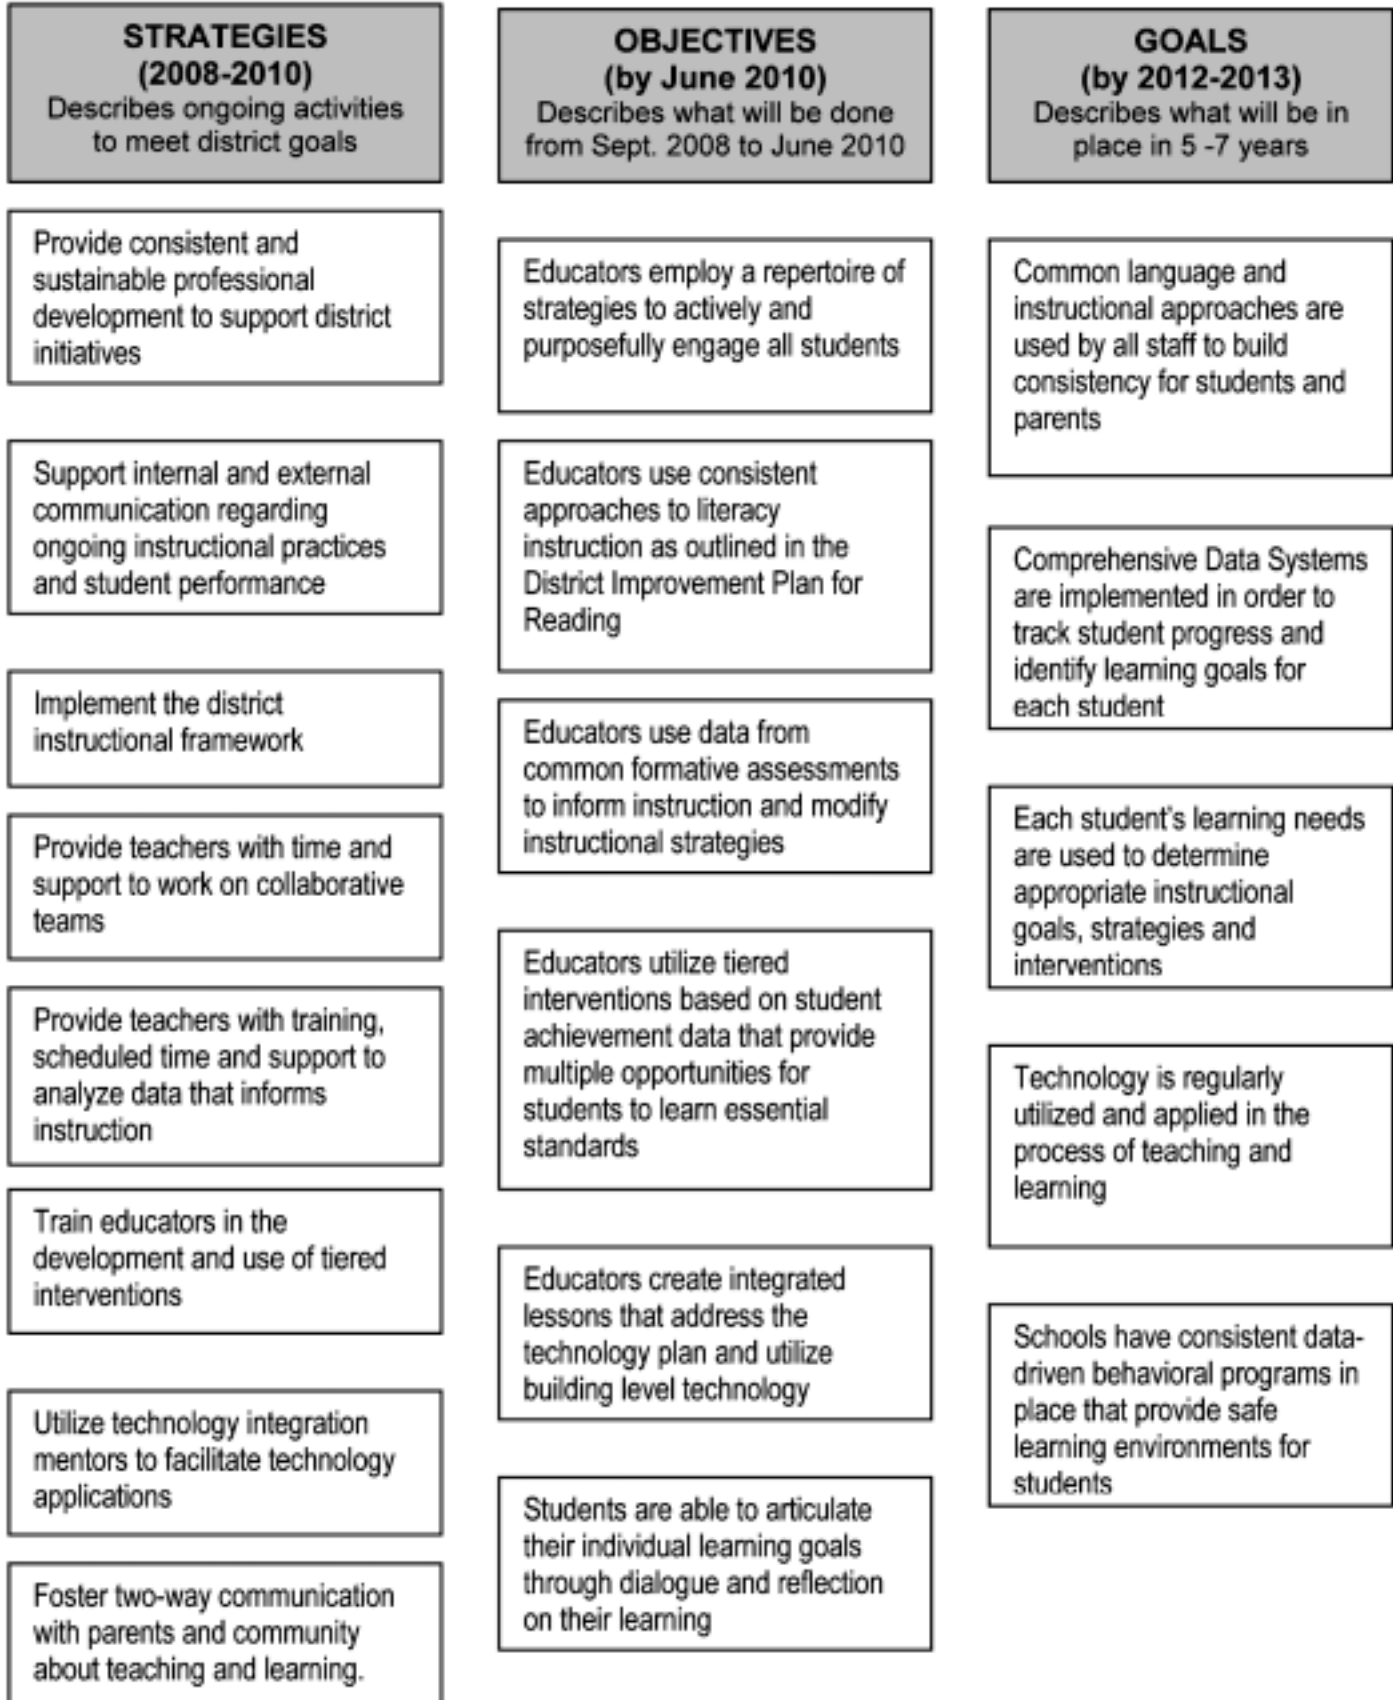 STRATEGIES
(2008-2010)
Describes ongoing activities
to meet district goals
Provide consistent and
sustainable professional
development to support district
initiatives
Support internal and external
communication regarding
ongoing instructional practices
and student performance
Implement the district
instructional framework
Provide teachers with time and
support to work on collaborative
teams
Provide teachers with training,
scheduled time and support to
analyze data that informs
instruction
Train educators in the
development and use of tiered
interventions
Utilize technology integration
mentors to facilitate technology
applications
Foster two-way communication
with parents and community
about teaching and learning.
OBJECTIVES
(by June 2010)
Describes what will be done
from Sept. 2008 to June 2010
Educators employ a repertoire of
strategies to actively and
purposefully engage all students
Educators use consistent
approaches to literacy
instruction as outlined in the
District Improvement Plan for
Reading
Educators use data from
common formative assessments
to inform instruction and modify
instructional strategies
Educators utilize tiered
interventions based on student
achievement data that provide
multiple opportunities for
students to learn essential
standards
Educators create integrated
lessons that address the
technology plan and utilize
building level technology
Students are able to articulate
their individual learning goals
through dialogue and reflection
on their learning
GOALS
(by 2012-2013)
Describes what will be in
place in 5 -7 years
Common language and
instructional approaches are
used by all staff to build
consistency for students and
parents
Comprehensive Data Systems
are implemented in order to
track student progress and
identify learning goals for
each student
Each student's learning needs
are used to determine
appropriate instructional
goals, strategies and
interventions
Technology is regularly
utilized and applied in the
process of teaching and
learning
Schools have consistent data-
driven behavioral programs in
place that provide safe
learning environments for
students